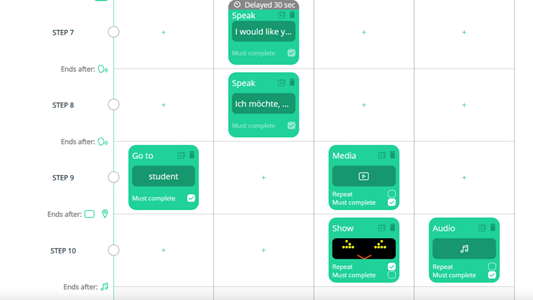 Delayed 30 sec
Speak
STEP 7
I would like y...
Must complete
Ends after:
Speak
STEP 8
Ich möchte, ...
Must complete
Ends after:
Go to
Media
STEP 9
student
Must complete
Repeat
Must complete
Ends after:
Show
Audio
STEP 10
Repeat
Must complete
Repeat
Must complete
Ends after: